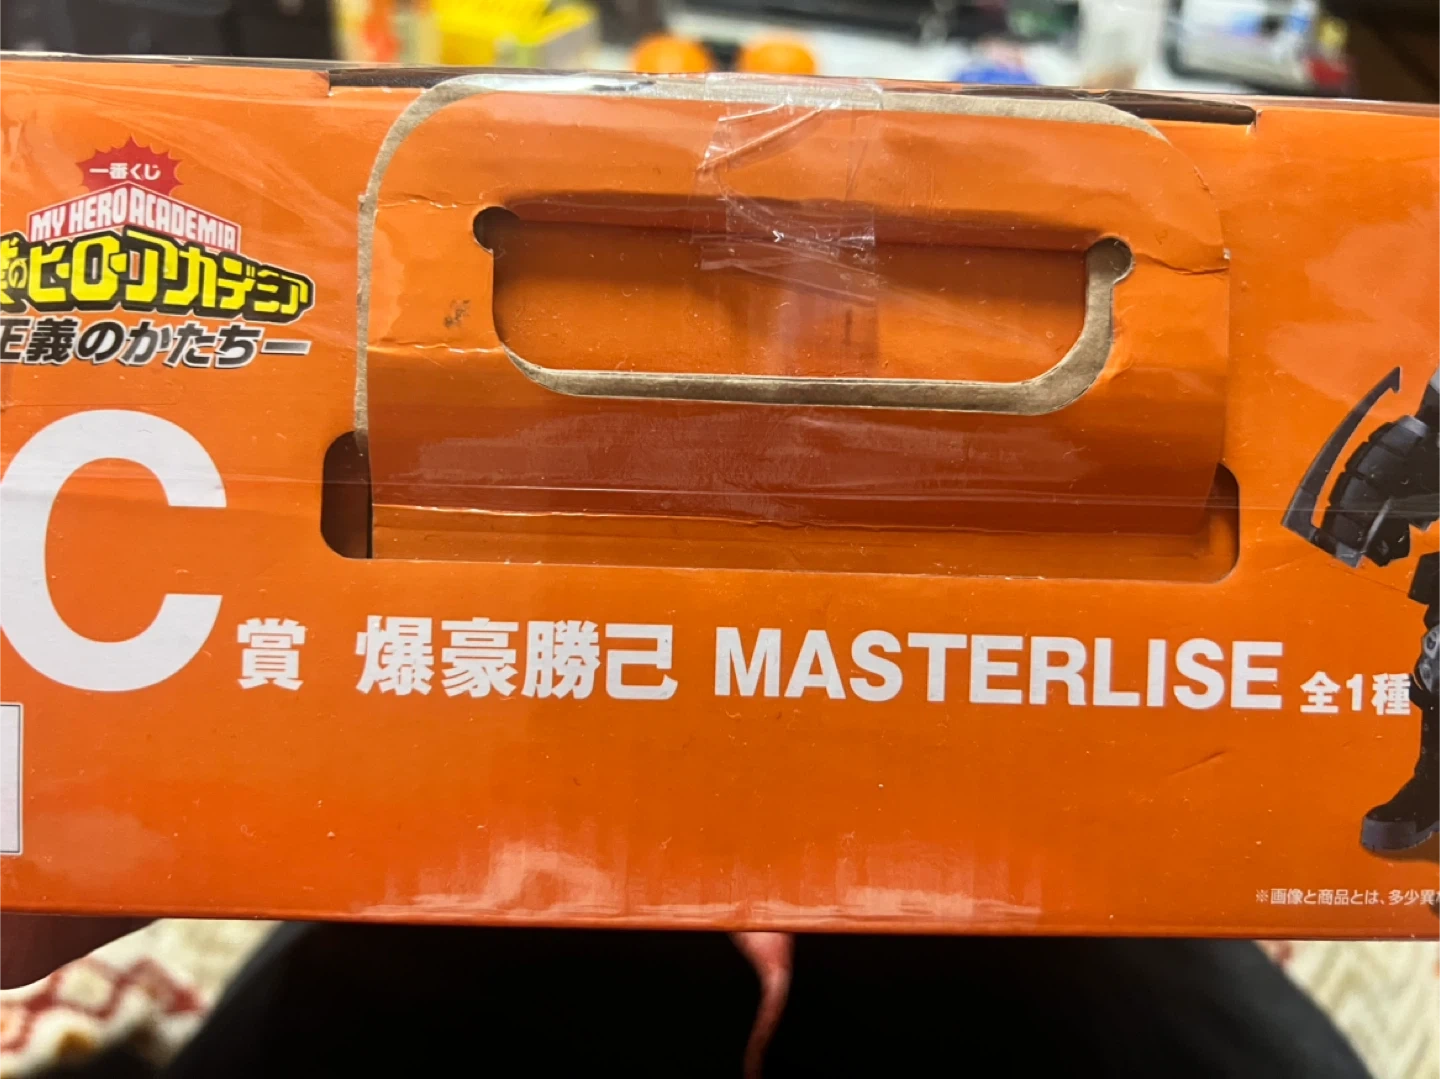 一番くじ
MY HERO ACADEMIA
のヒーローアカデミア
正義のかたちー
C賞 爆豪勝己 MASTERLISE 全1種
※画像と商品とは、多少異